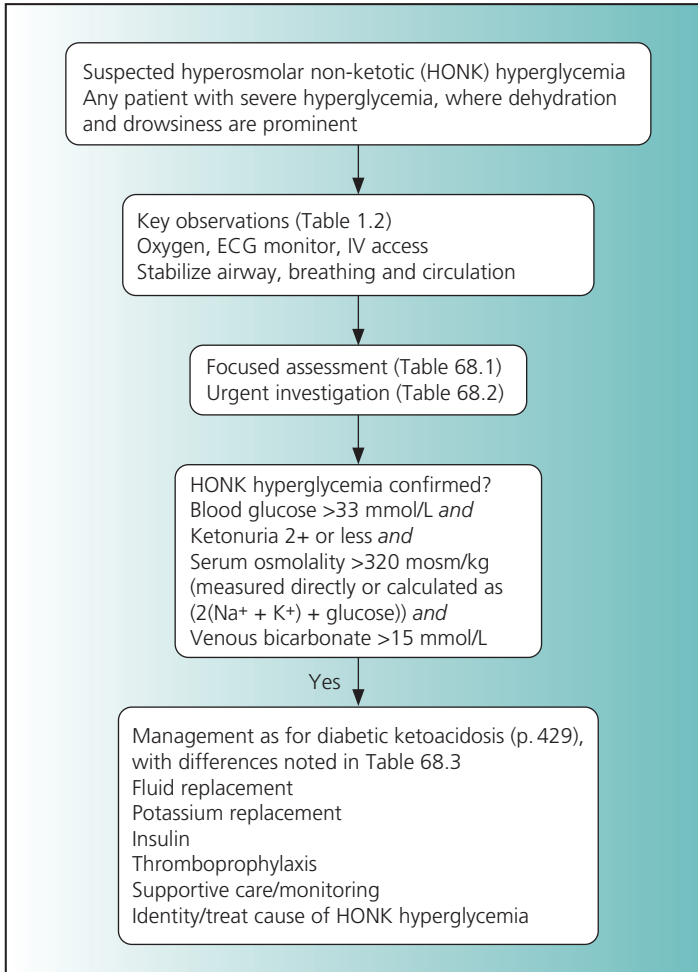 Suspected hyperosmolar non-ketotic (HONK) hyperglycemia
Any patient with severe hyperglycemia, where dehydration
and drowsiness are prominent
Key observations (Table 1.2)
Oxygen, ECG monitor, IV access
Stabilize airway, breathing and circulation
Focused assessment (Table 68.1)
Urgent investigation (Table 68.2)
HONK hyperglycemia confirmed?
Blood glucose >33 mmol/L and
Ketonuria 2+ or less and
Serum osmolality >320 mosm/kg
(measured directly or calculated as
(2(Na⁺ + K⁺) + glucose)) and
Venous bicarbonate >15 mmol/L
Yes
Management as for diabetic ketoacidosis (p. 429),
with differences noted in Table 68.3
Fluid replacement
Potassium replacement
Insulin
Thromboprophylaxis
Supportive care/monitoring
Identity/treat cause of HONK hyperglycemia